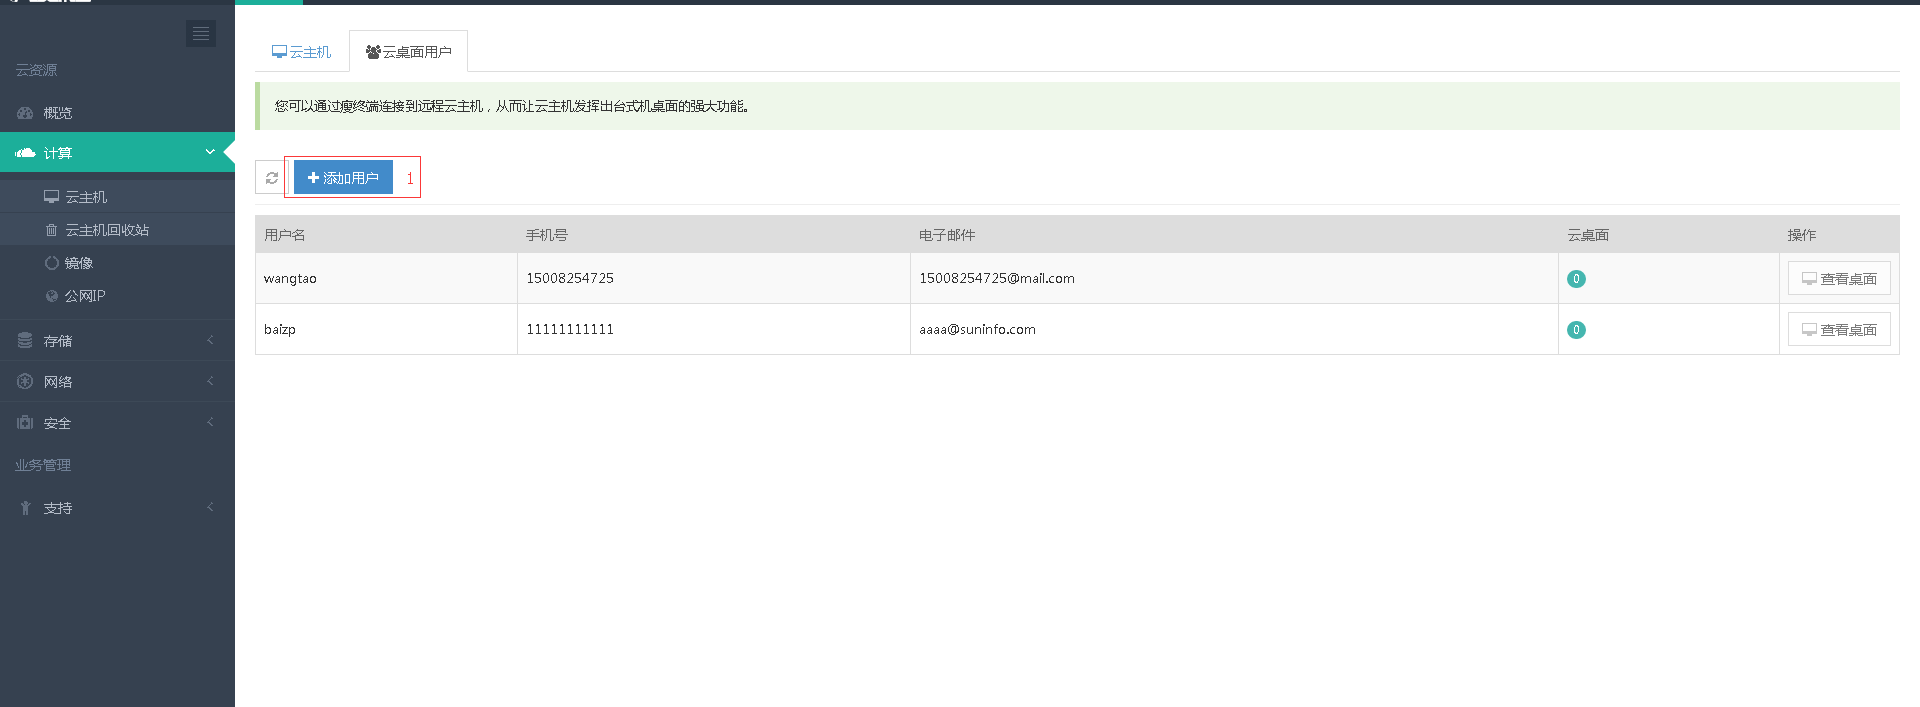 云资源
概览
计算
云主机
云主机回收站
镜像
公网IP
存储
网络
安全
业务管理
支持
云主机 云桌面用户
您可以通过瘦终端连接到远程云主机，从而让云主机发挥出台式机桌面的强大功能。
添加用户 1
用户名 手机号 电子邮件 云桌面 操作
wangtao 15008254725 15008254725@mail.com 0 查看桌面
baizp 11111111111 aaaa@suninfo.com 0 查看桌面